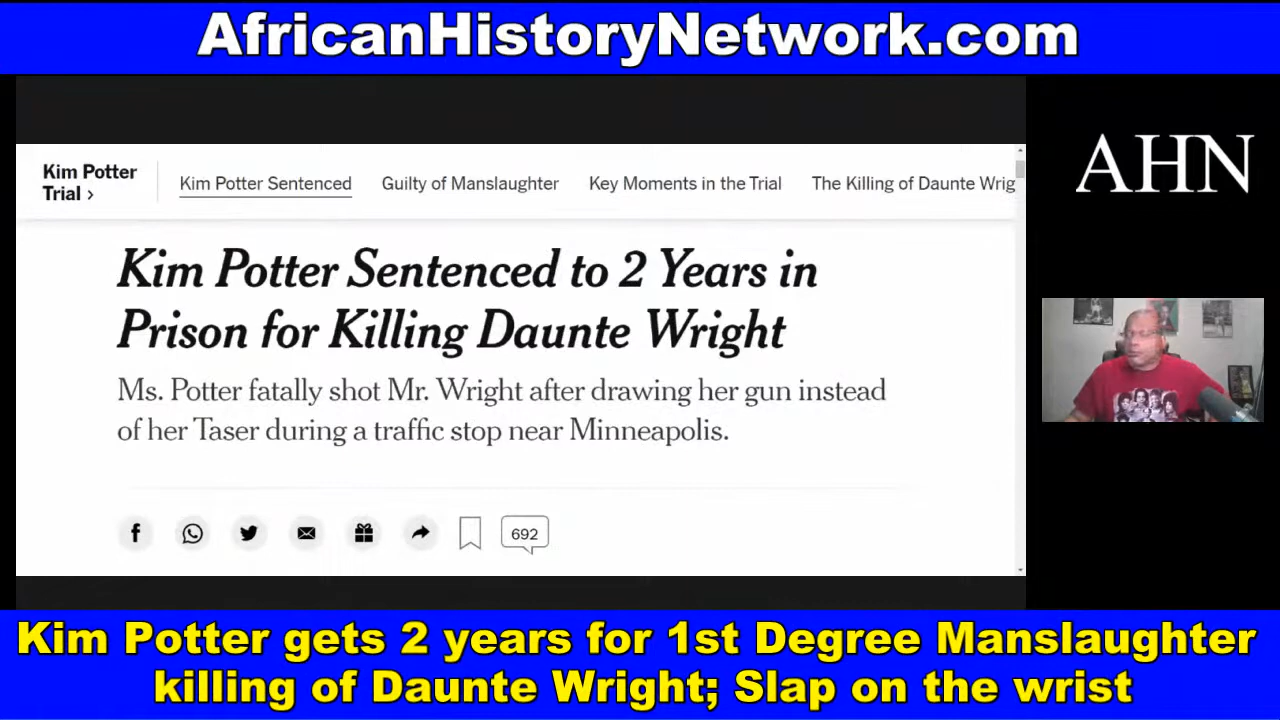 AfricanHistoryNetwork.com
AHN
Kim Potter
Trial ›
Kim Potter Sentenced
Guilty of Manslaughter
Key Moments in the Trial
The Killing of Daunte Wrig
Kim Potter Sentenced to 2 Years in
Prison for Killing Daunte Wright
Ms. Potter fatally shot Mr. Wright after drawing her gun instead
of her Taser during a traffic stop near Minneapolis.
692
Kim Potter gets 2 years for 1st Degree Manslaughter
killing of Daunte Wright; Slap on the wrist